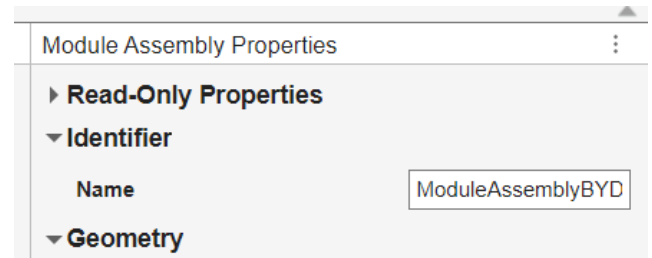 Module Assembly Properties
Read-Only Properties
Identifier
Name ModuleAssemblyBYD
Geometry